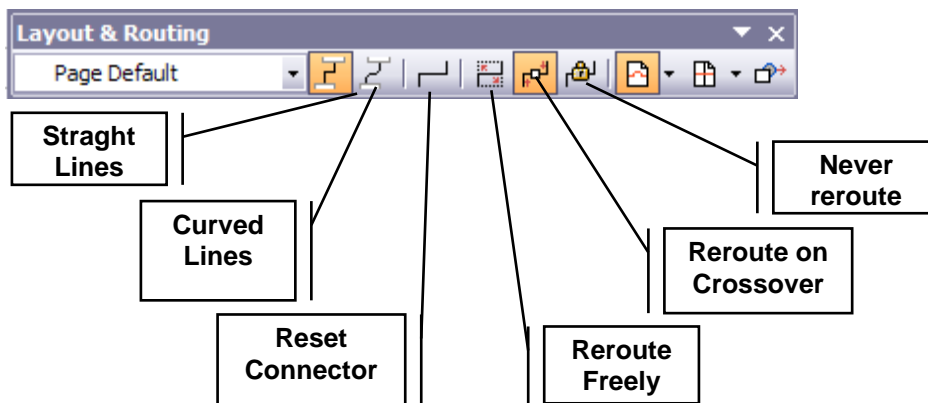 Layout & Routing
Page Default
Straght
Lines
Never
reroute
Curved
Lines
Reroute on
Crossover
Reset
Connector
Reroute
Freely